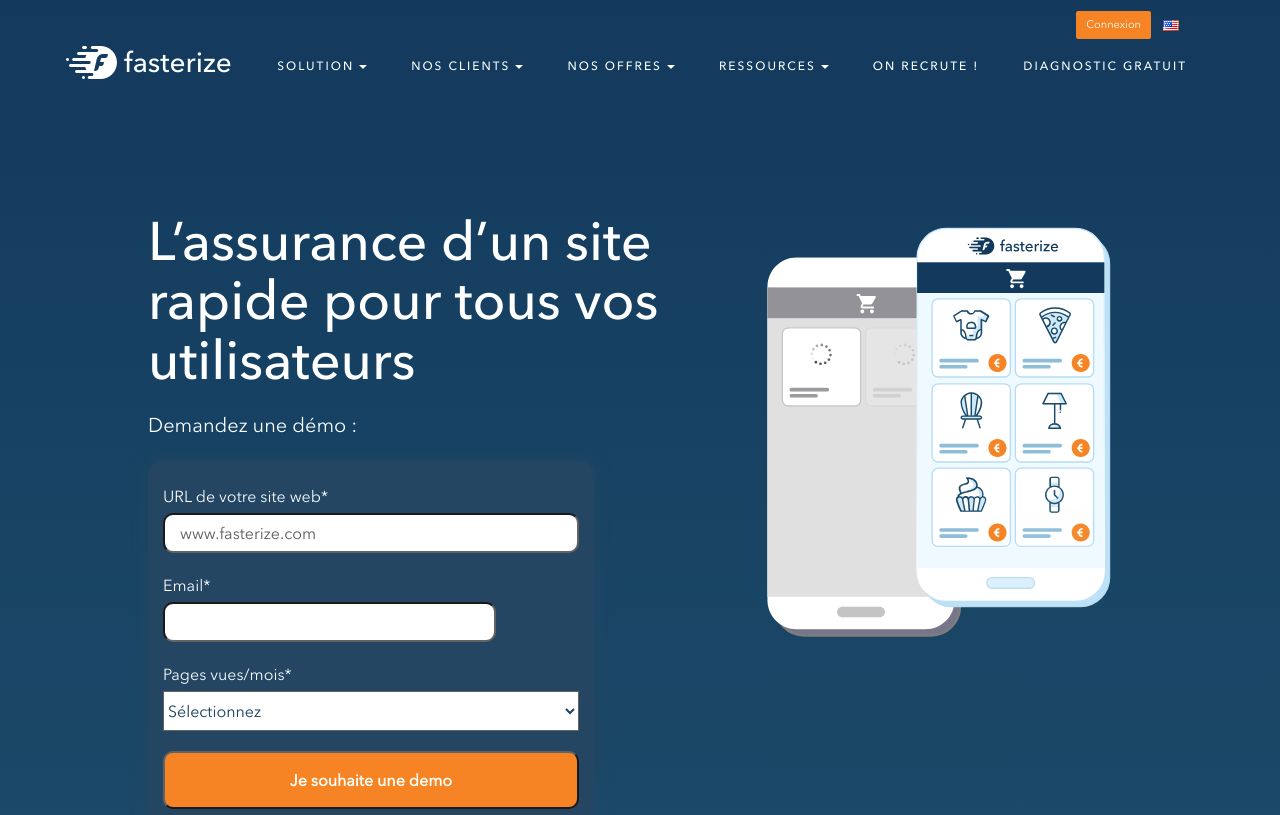 Connexion
fasterize
SOLUTION
NOS CLIENTS
NOS OFFRES
RESSOURCES
ON RECRUTE !
DIAGNOSTIC GRATUIT
L’assurance d’un site
rapide pour tous vos
utilisateurs
Demandez une démo :
URL de votre site web*
www.fasterize.com
Email*
Pages vues/mois*
Sélectionnez
Je souhaite une demo
fasterize
€ €
€ €
€ €